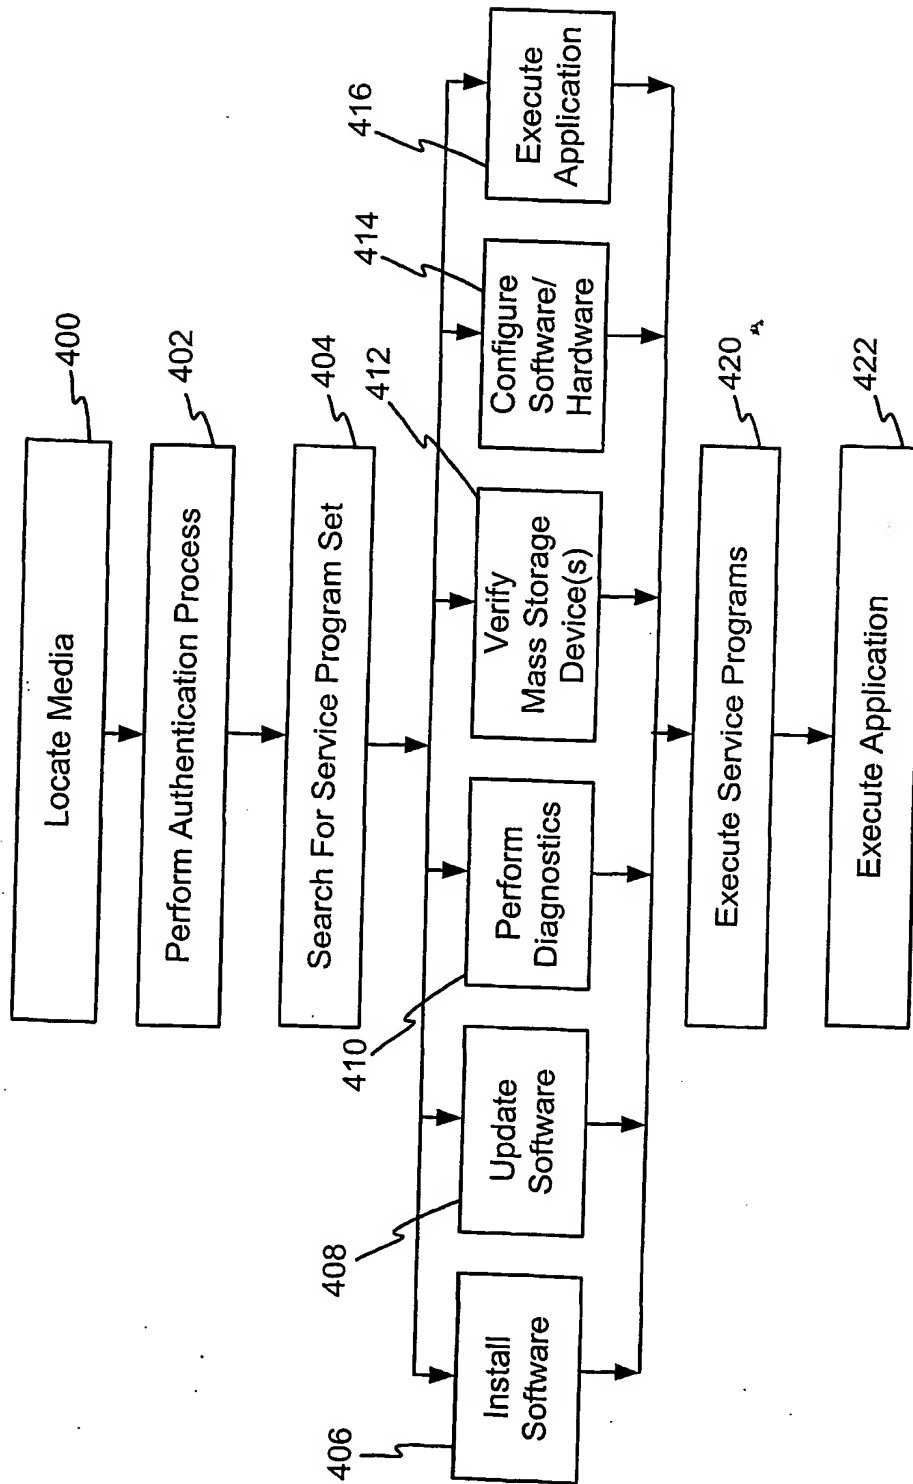 Locate Media
400
Perform Authentication Process
402
Search For Service Program Set
404
406
Install
Software
408
Update
Software
410
Perform
Diagnostics
412
Verify
Mass Storage
Device(s)
414
Configure
Software/
Hardware
416
Execute
Application
Execute Service Programs
420
Execute Application
422